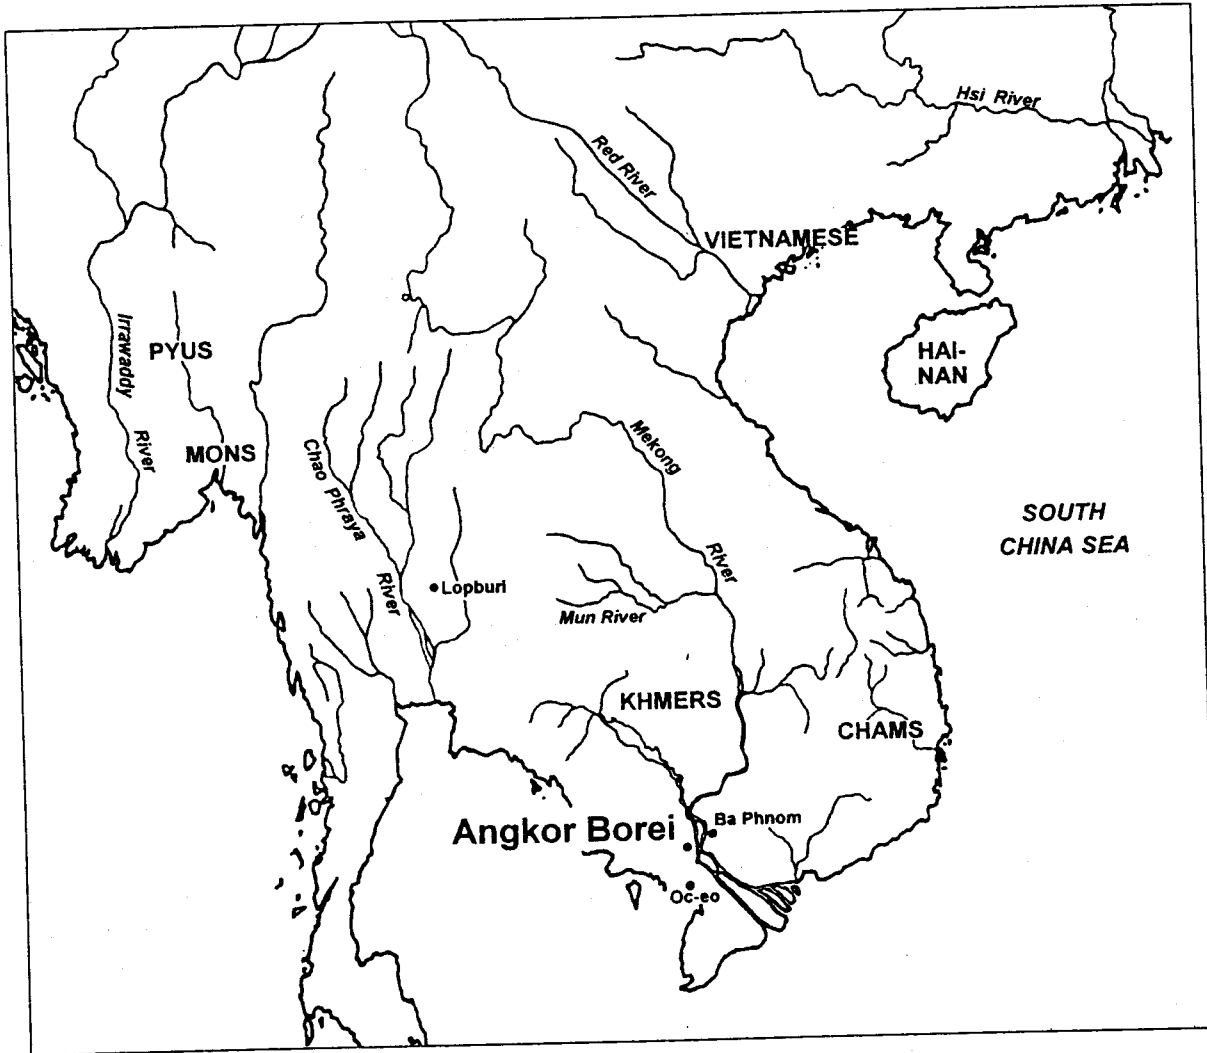 Hsi River
Red River
VIETNAMESE
Irrawaddy
River
PYUS
HAI-
NAN
MONS
Chao Phraya
River
Mekong
River
SOUTH
CHINA SEA
Lopburi
Mun River
KHMERS
CHAMS
Angkor Borei
Ba Phnom
Oc-eo